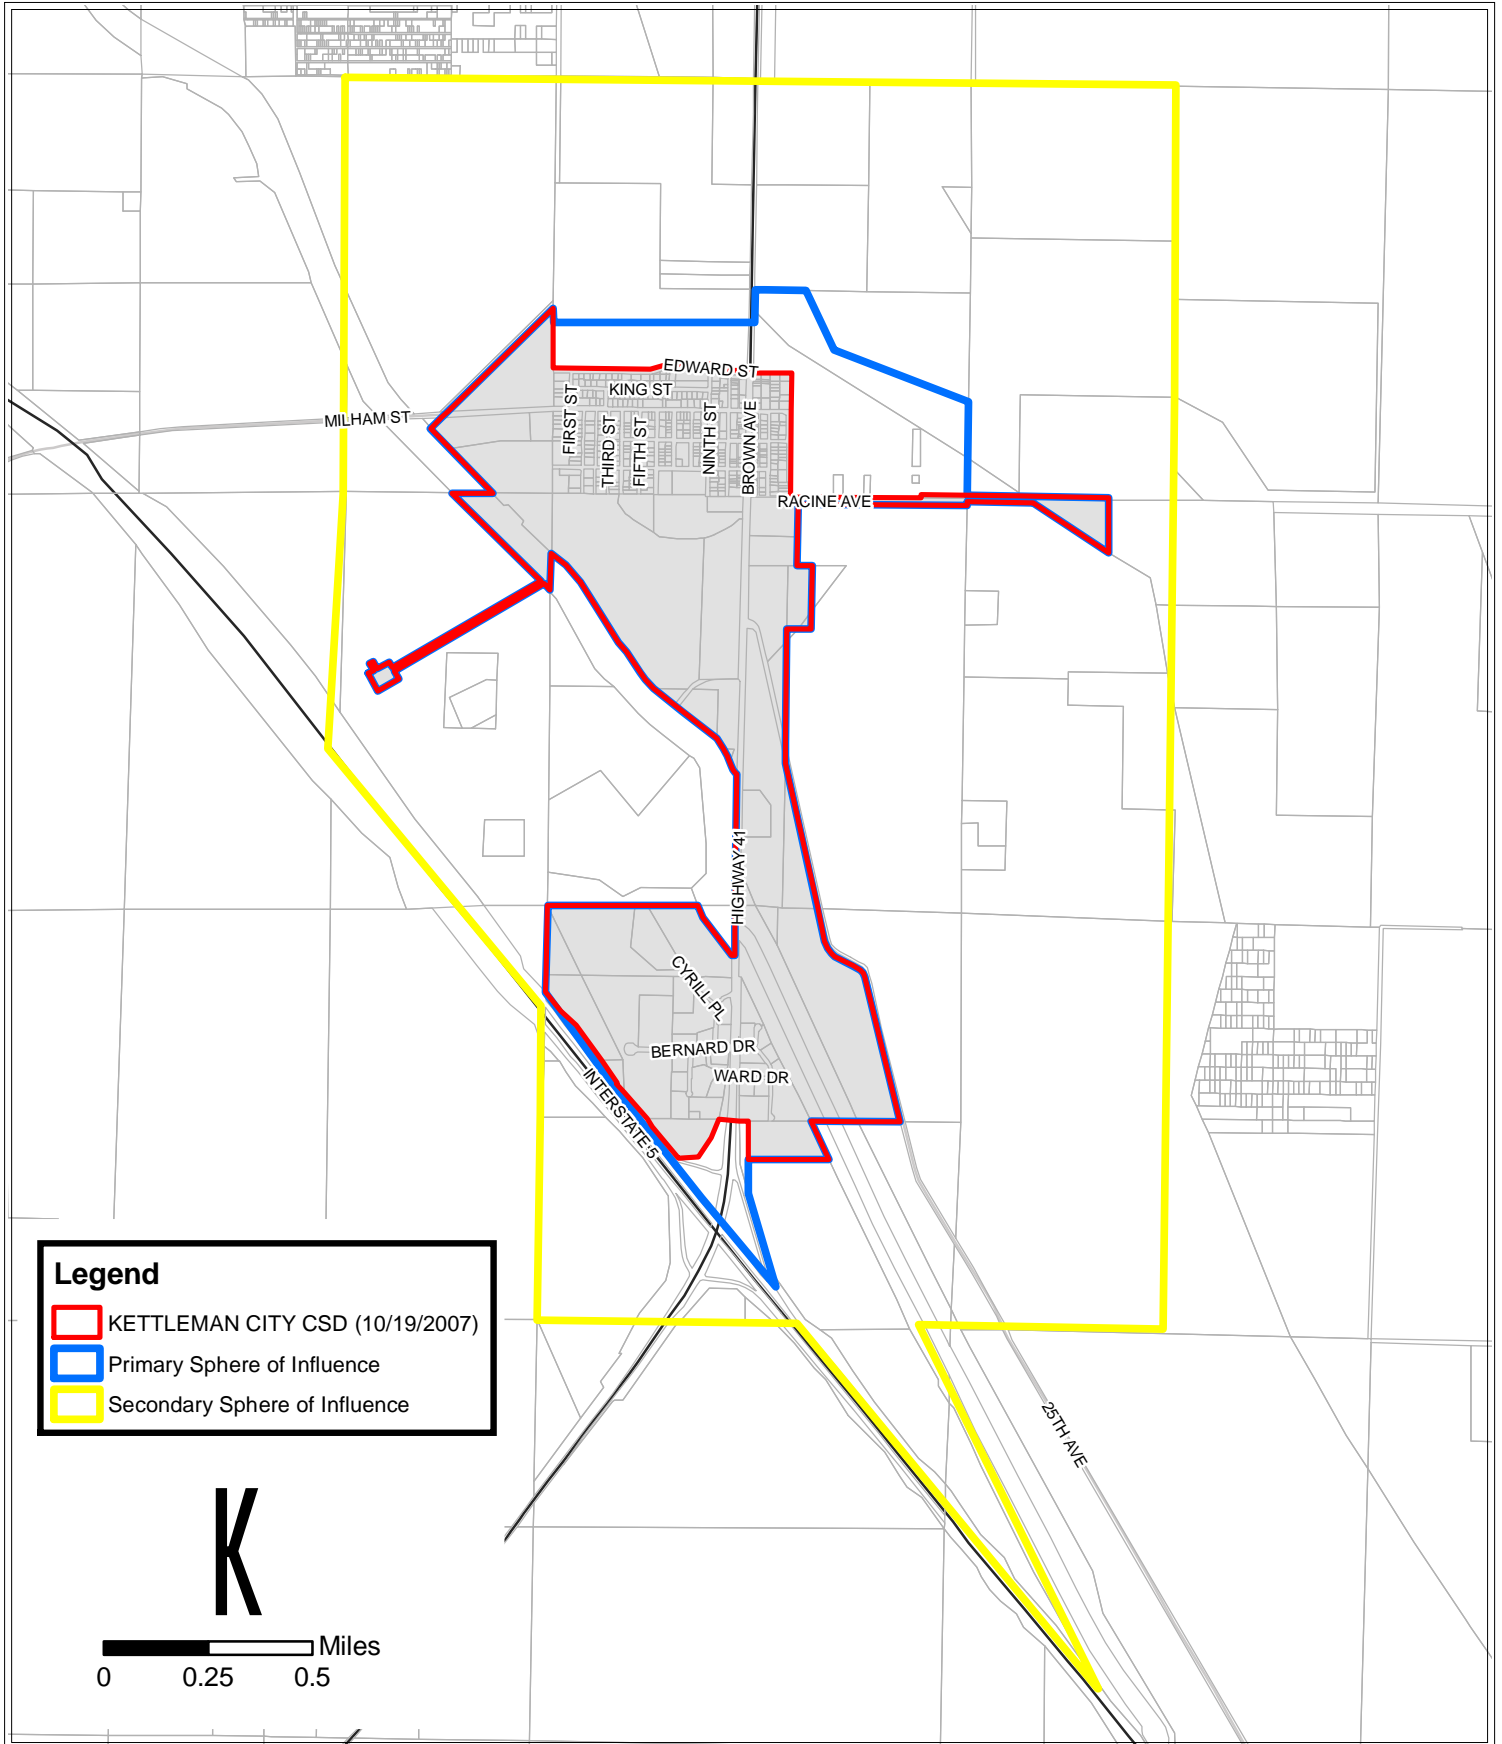 EDWARD ST
KING ST
MILHAM ST
FIRST ST
THIRD ST
FIFTH ST
NINTH ST
BROWN AVE
RACINE AVE
HIGHWAY 41
CYRILL PL
BERNARD DR
WARD DR
INTERSTATE 5
25TH AVE
Legend
KETTLEMAN CITY CSD (10/19/2007)
Primary Sphere of Influence
Secondary Sphere of Influence
K
Miles
0 0.25 0.5